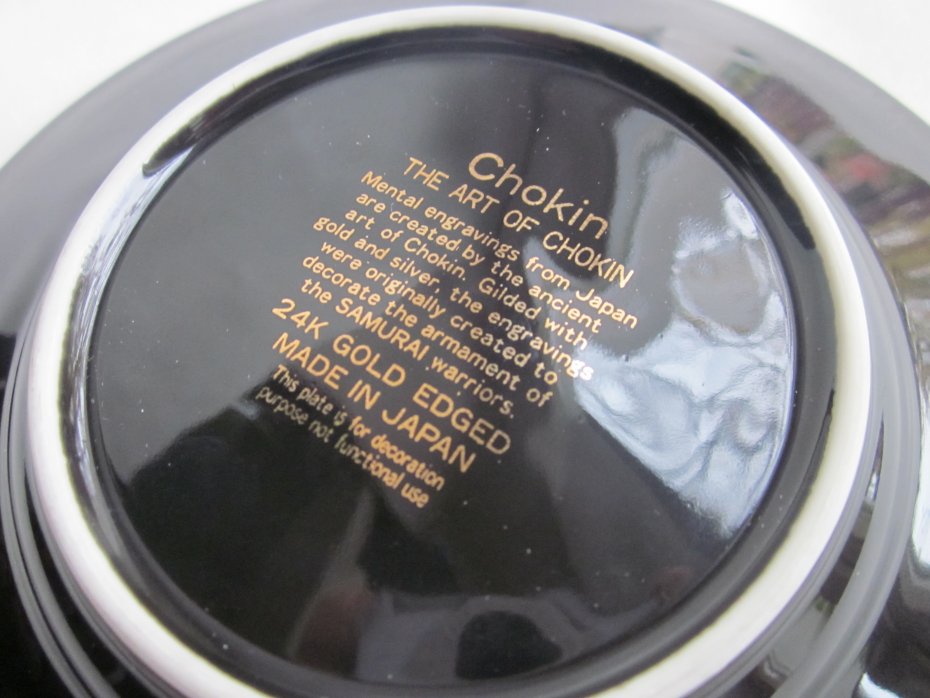 Chokin
THE ART OF CHOKIN
Mental engravings from Japan
are created by the ancient
art of Chokin. Gilded with
gold and silver, the engravings
were originally created to
decorate the armament of
the SAMURAI warriors.
24K GOLD EDGED
MADE IN JAPAN
This plate is for decoration
purpose not functional use